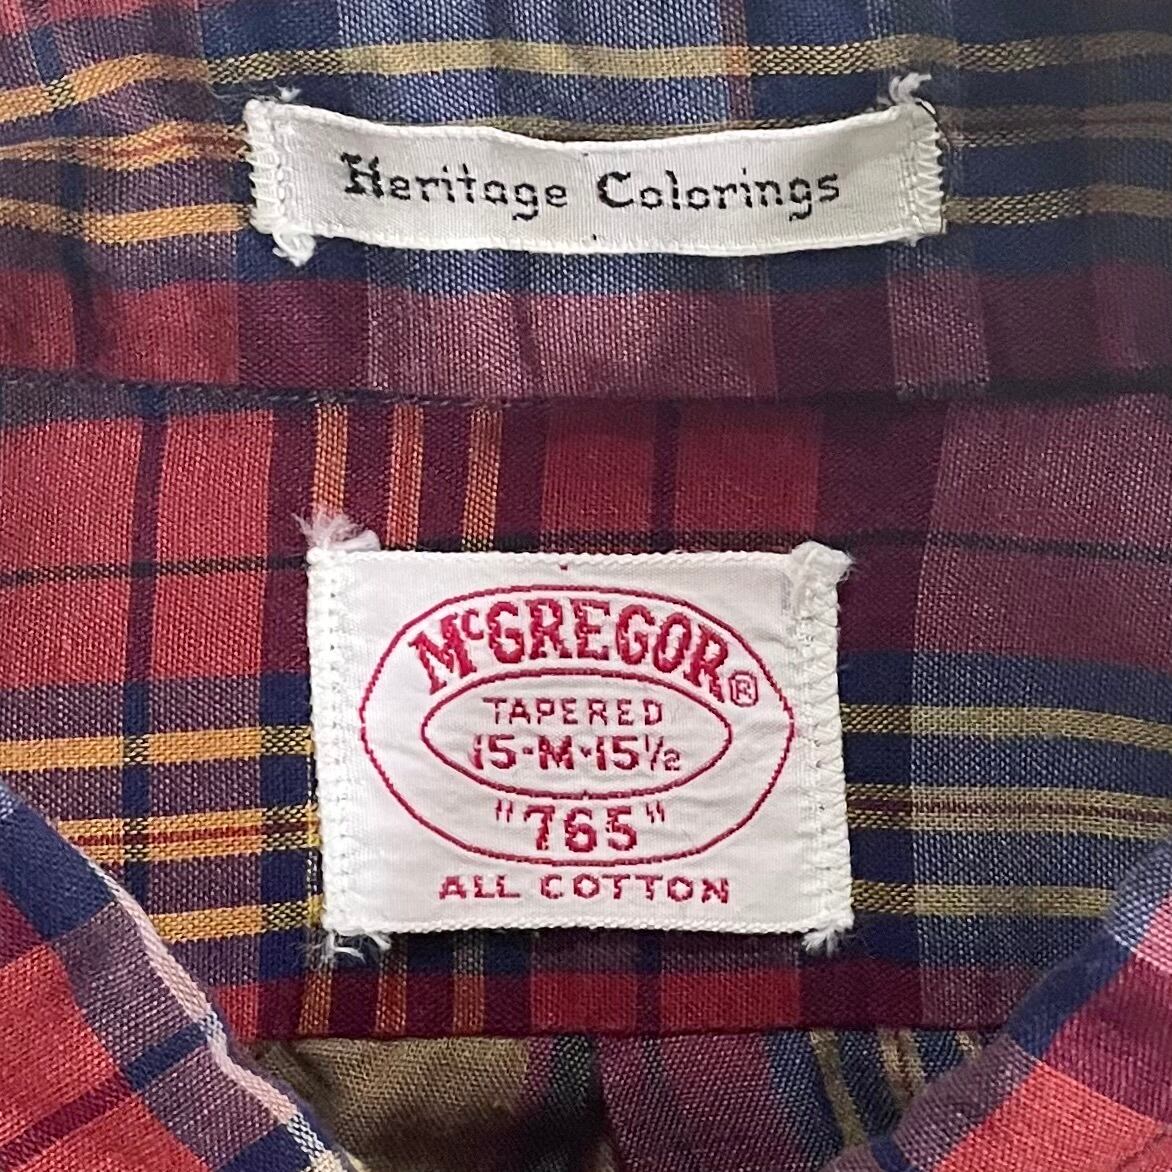 Heritage Colorings
McGREGOR®
TAPERED
15-M-15½
"765"
ALL COTTON